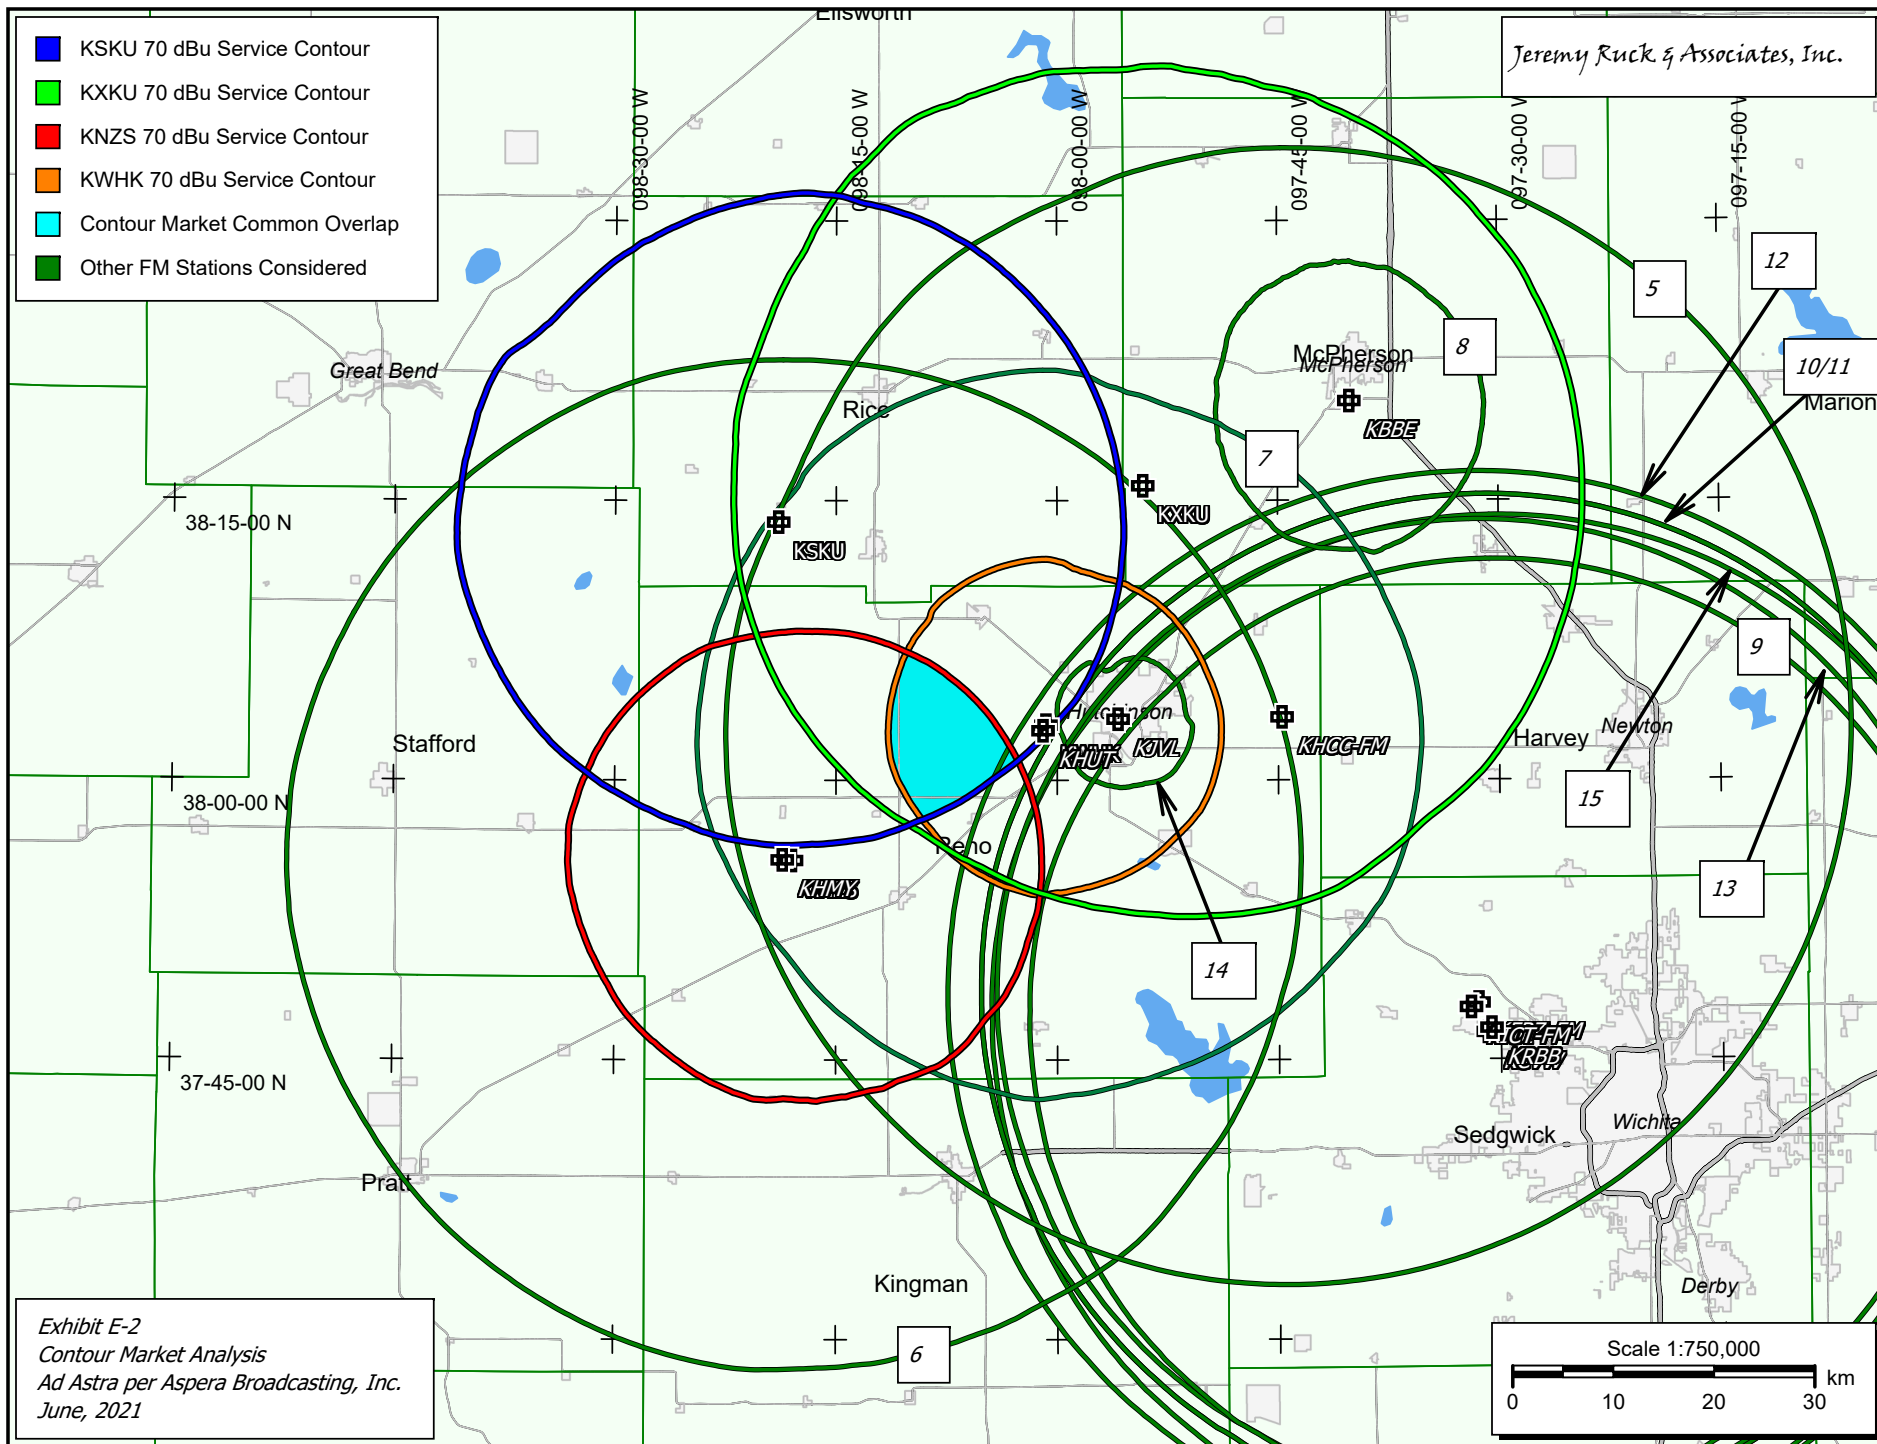 KSKU 70 dBu Service Contour
KXKU 70 dBu Service Contour
KNZS 70 dBu Service Contour
KWHK 70 dBu Service Contour
Contour Market Common Overlap
Other FM Stations Considered
Ellsworth
Jeremy Ruck & Associates, Inc.
098-30-00 W
098-15-00 W
098-00-00 W
097-45-00 W
097-30-00 W
097-15-00 W
12
5
8
10/11
McPherson
McPherson
Great Bend
Marion
Rice
KBBE
7
KXKU
38-15-00 N
KSKU
9
Hutchinson
Newton
Stafford
KHUT
KJVL
KHCC-FM
Harvey
38-00-00 N
15
Reno
KHMY
13
14
37-45-00 N
KRBB
Wichita
Sedgwick
Pratt
Kingman
Derby
6
Exhibit E-2
Contour Market Analysis
Ad Astra per Aspera Broadcasting, Inc.
June, 2021
Scale 1:750,000
km
0 10 20 30